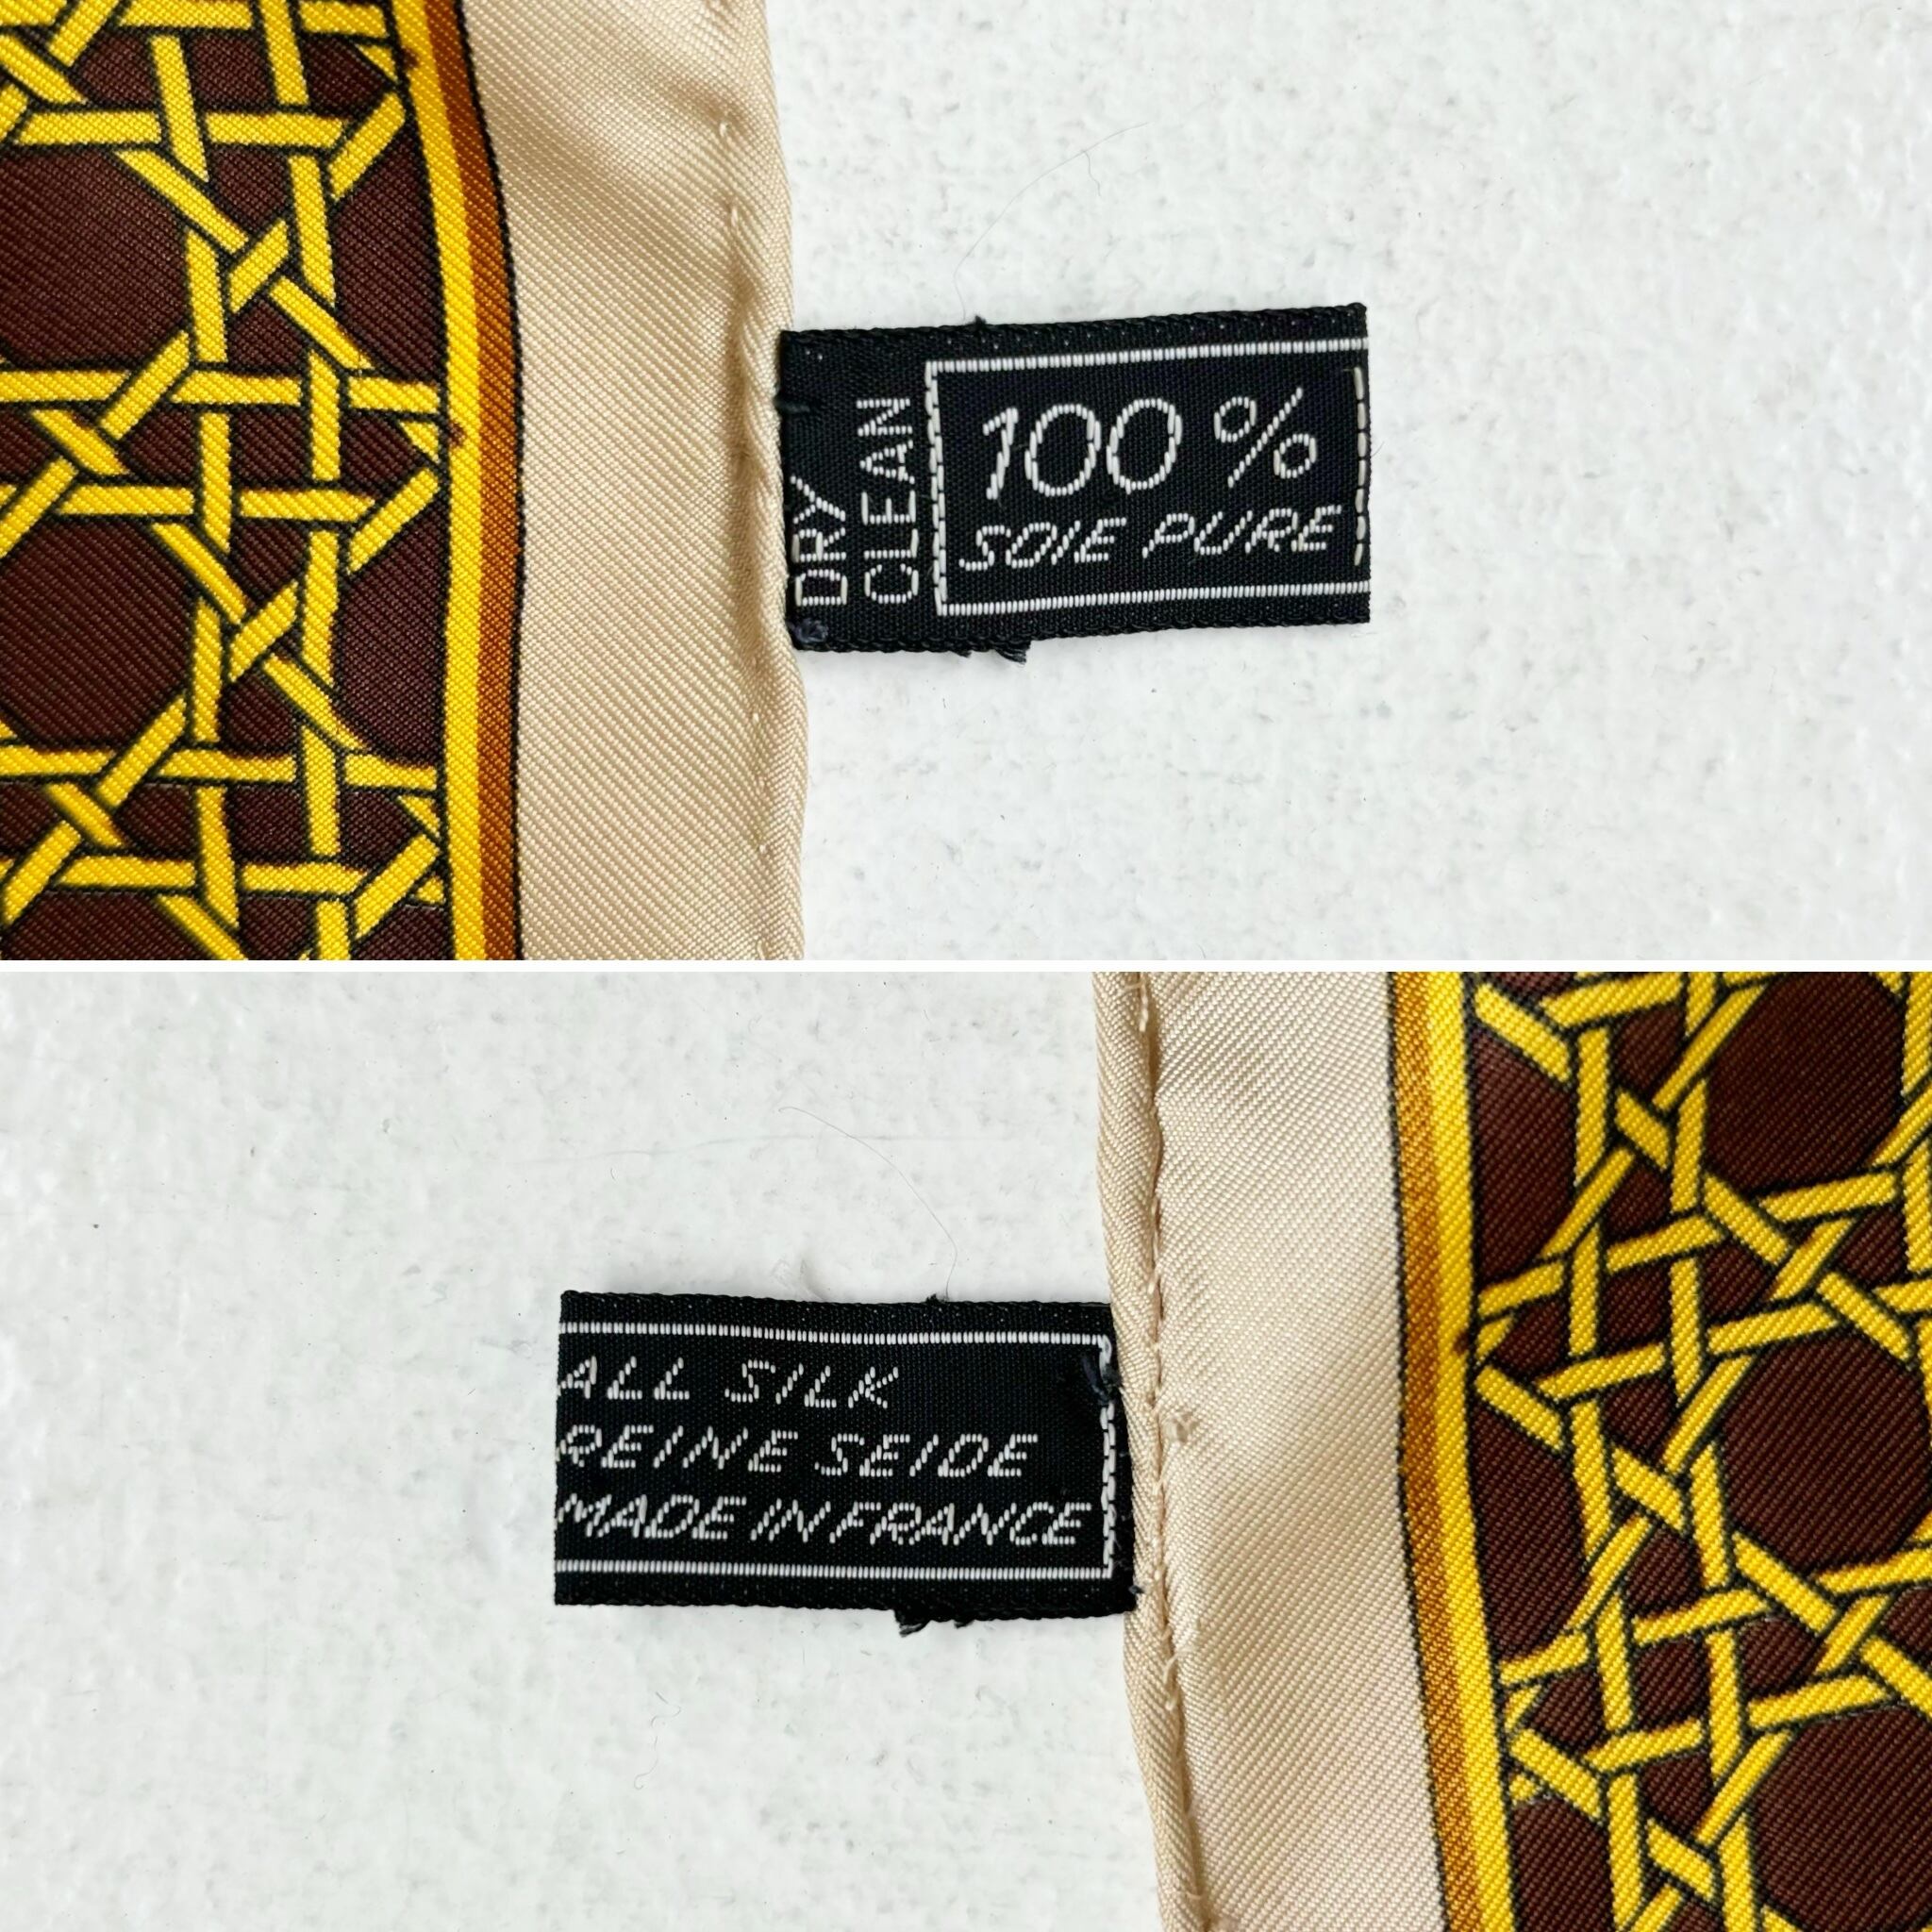 DRY
CLEAN
100%
SOIE PURE
ALL SILK
REINE SEIDE
MADE IN FRANCE